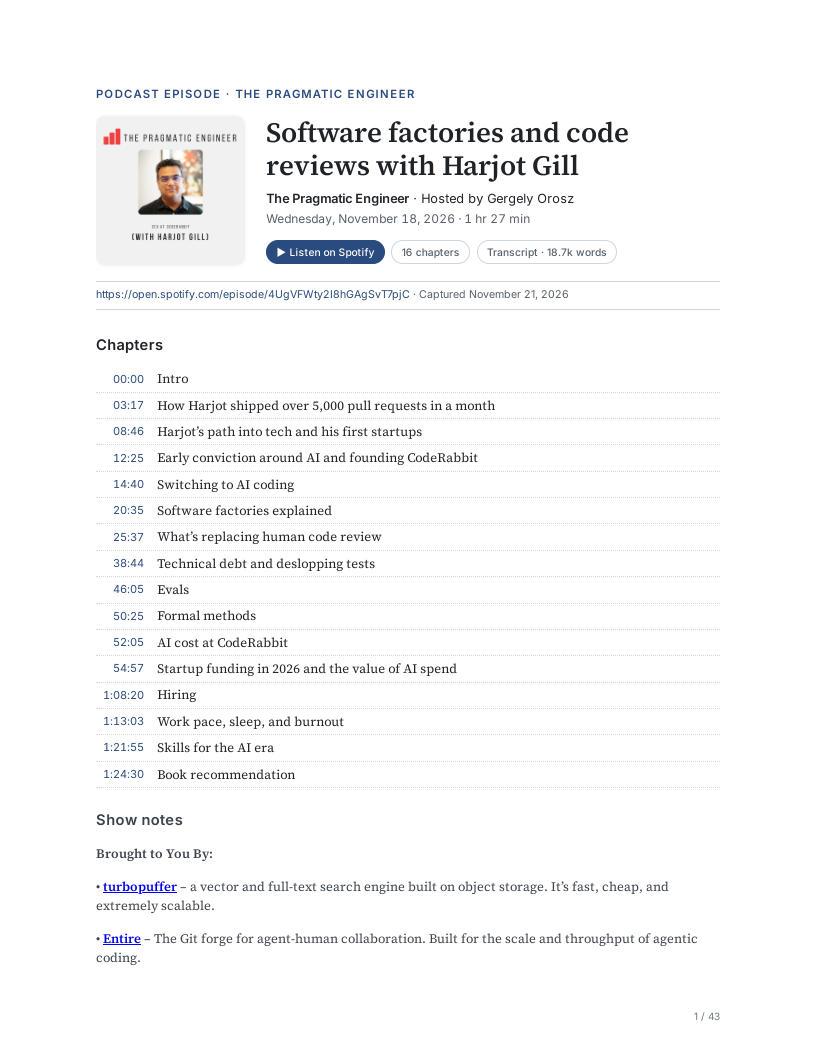 PODCAST EPISODE · THE PRAGMATIC ENGINEER
THE PRAGMATIC ENGINEER
CEO AT CODERABBIT
(WITH HARJOT GILL)
Software factories and code
reviews with Harjot Gill
The Pragmatic Engineer · Hosted by Gergely Orosz
Wednesday, November 18, 2026 · 1 hr 27 min
▶ Listen on Spotify
16 chapters
Transcript · 18.7k words
https://open.spotify.com/episode/4UgVFWty2I8hGAgSvT7pjC · Captured November 21, 2026
Chapters
00:00 Intro
03:17 How Harjot shipped over 5,000 pull requests in a month
08:46 Harjot’s path into tech and his first startups
12:25 Early conviction around AI and founding CodeRabbit
14:40 Switching to AI coding
20:35 Software factories explained
25:37 What’s replacing human code review
38:44 Technical debt and deslopping tests
46:05 Evals
50:25 Formal methods
52:05 AI cost at CodeRabbit
54:57 Startup funding in 2026 and the value of AI spend
1:08:20 Hiring
1:13:03 Work pace, sleep, and burnout
1:21:55 Skills for the AI era
1:24:30 Book recommendation
Show notes
Brought to You By:
• turbopuffer – a vector and full-text search engine built on object storage. It’s fast, cheap, and
extremely scalable.
• Entire – The Git forge for agent-human collaboration. Built for the scale and throughput of agentic
coding.
1 / 43